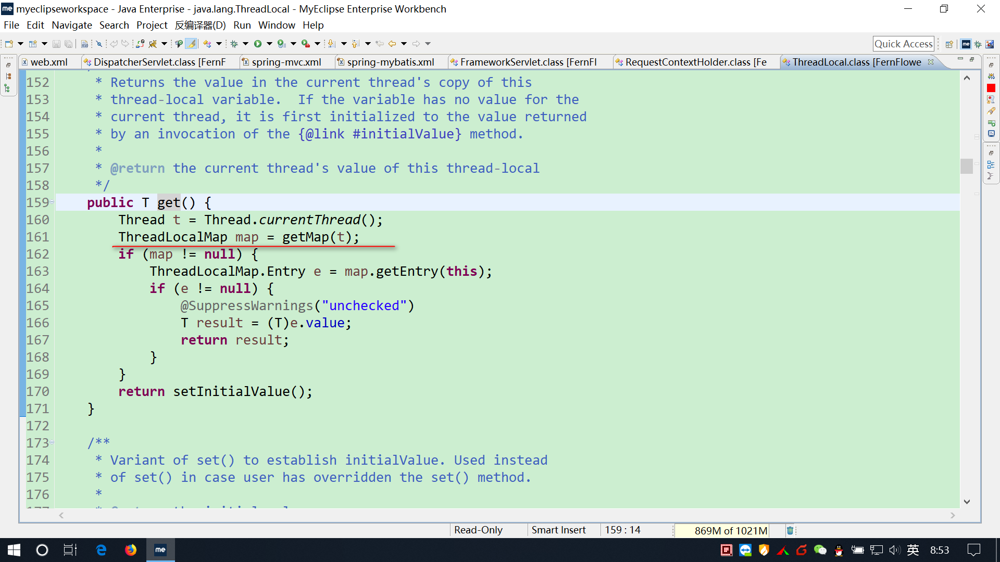 myeclipseworkspace - Java Enterprise - java.lang.ThreadLocal - MyEclipse Enterprise Workbench
File Edit Navigate Search Project 反编译器(D) Run Window Help
Quick Access
web.xml DispatcherServlet.class [FernF spring-mvc.xml spring-mybatis.xml FrameworkServlet.class [FernFl RequestContextHolder.class [Fe ThreadLocal.class [FernFlowe
152 * Returns the value in the current thread's copy of this
153 * thread-local variable.  If the variable has no value for the
154 * current thread, it is first initialized to the value returned
155 * by an invocation of the {@link #initialValue} method.
156 *
157 * @return the current thread's value of this thread-local
158 */
159 public T get() {
160 Thread t = Thread.currentThread();
161 ThreadLocalMap map = getMap(t);
162 if (map != null) {
163 ThreadLocalMap.Entry e = map.getEntry(this);
164 if (e != null) {
165 @SuppressWarnings("unchecked")
166 T result = (T)e.value;
167 return result;
168 }
169 }
170 return setInitialValue();
171 }
172
173 /**
174 * Variant of set() to establish initialValue. Used instead
175 * of set() in case user has overridden the set() method.
176 *
Read-Only Smart Insert 159 : 14 869M of 1021M
me 英 8:53